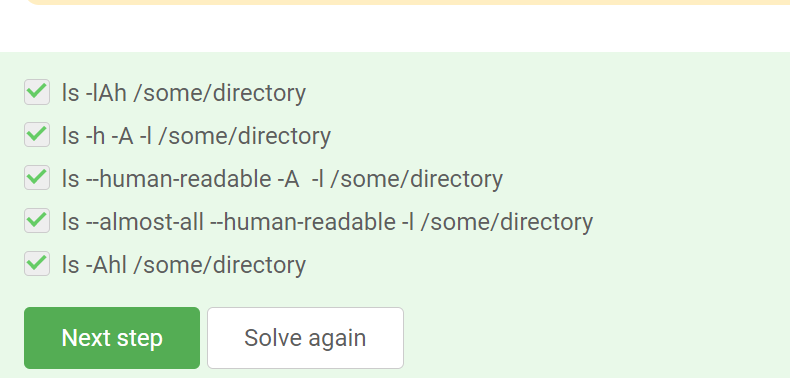 ls -lAh /some/directory
ls -h -A -l /some/directory
ls --human-readable -A  -l /some/directory
ls --almost-all --human-readable -l /some/directory
ls -Ahl /some/directory
Next step
Solve again